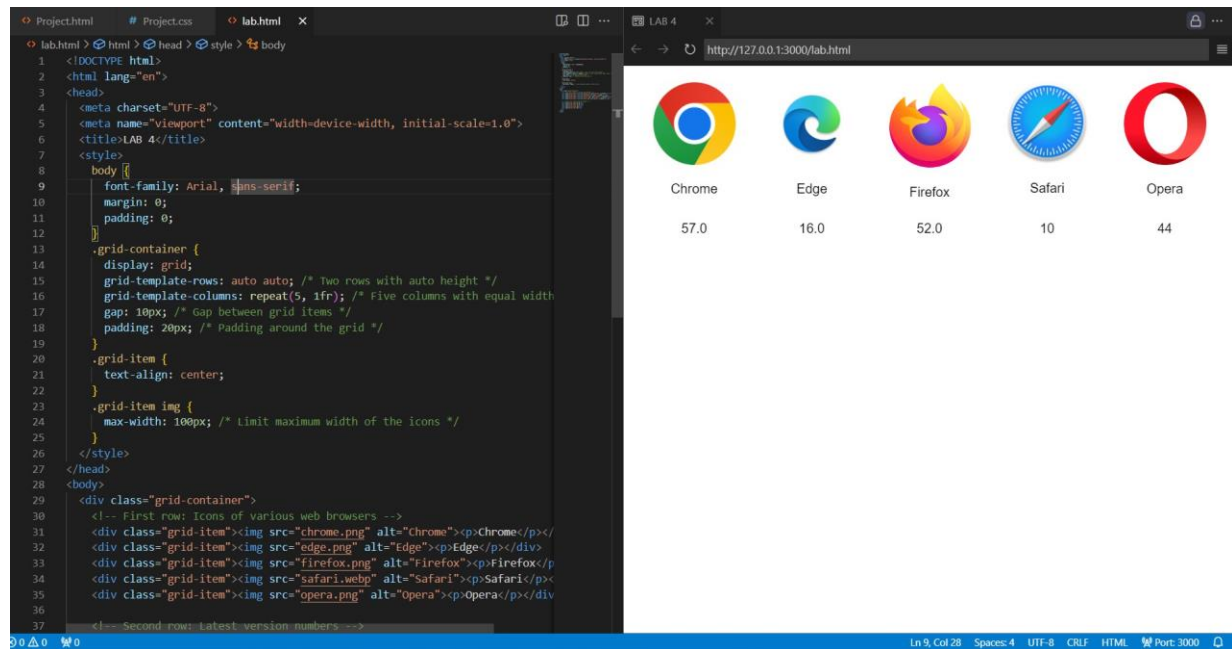 Project.html # Project.css lab.html X
lab.html > html > head > style > body
1 <!DOCTYPE html>
2 <html lang="en">
3 <head>
4 <meta charset="UTF-8">
5 <meta name="viewport" content="width=device-width, initial-scale=1.0">
6 <title>LAB 4</title>
7 <style>
8 body {
9 font-family: Arial, sans-serif;
10 margin: 0;
11 padding: 0;
12 }
13 .grid-container {
14 display: grid;
15 grid-template-rows: auto auto; /* Two rows with auto height */
16 grid-template-columns: repeat(5, 1fr); /* Five columns with equal width
17 gap: 10px; /* Gap between grid items */
18 padding: 20px; /* Padding around the grid */
19 }
20 .grid-item {
21 text-align: center;
22 }
23 .grid-item img {
24 max-width: 100px; /* Limit maximum width of the icons */
25 }
26 </style>
27 </head>
28 <body>
29 <div class="grid-container">
30 <!-- First row: Icons of various web browsers -->
31 <div class="grid-item"><img src="chrome.png" alt="Chrome"><p>Chrome</p></
32 <div class="grid-item"><img src="edge.png" alt="Edge"><p>Edge</p></div>
33 <div class="grid-item"><img src="firefox.png" alt="Firefox"><p>Firefox</p
34 <div class="grid-item"><img src="safari.webp" alt="Safari"><p>Safari</p><
35 <div class="grid-item"><img src="opera.png" alt="Opera"><p>Opera</p></div
36
37 <!-- Second row: Latest version numbers -->
LAB 4
http://127.0.0.1:3000/lab.html
Chrome Edge Firefox Safari Opera
57.0 16.0 52.0 10 44
0 0 0 Ln 9, Col 28 Spaces: 4 UTF-8 CRLF HTML Port: 3000